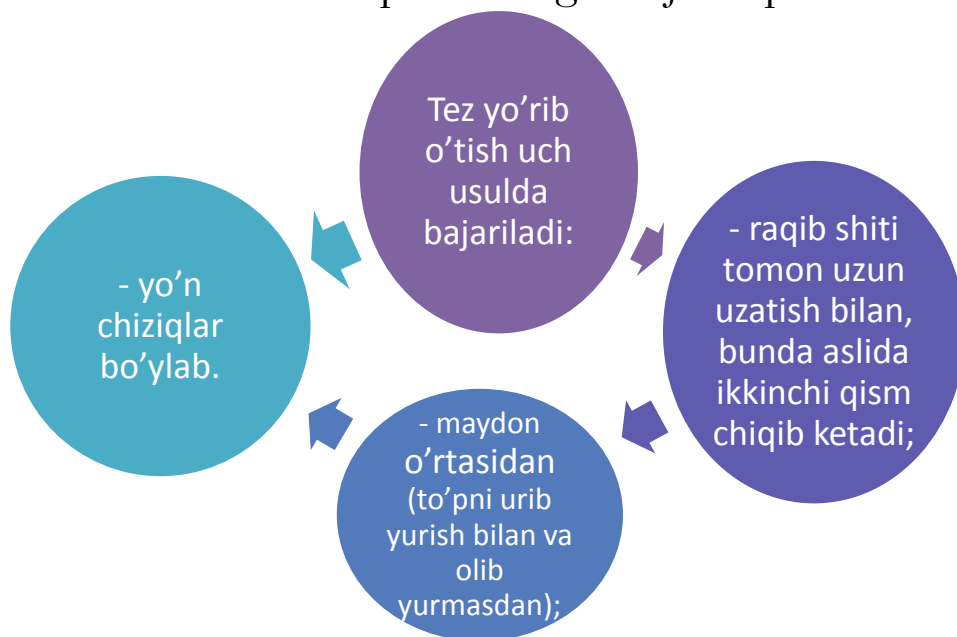 Tez yo’rib
o’tish uch
usulda
bajariladi:
- raqib shiti
tomon uzun
uzatish bilan,
bunda aslida
ikkinchi qism
chiqib ketadi;
- maydon
o’rtasidan
(to’pni urib
yurish bilan va
olib
yurmasdan);
- yo’n
chiziqlar
bo’ylab.